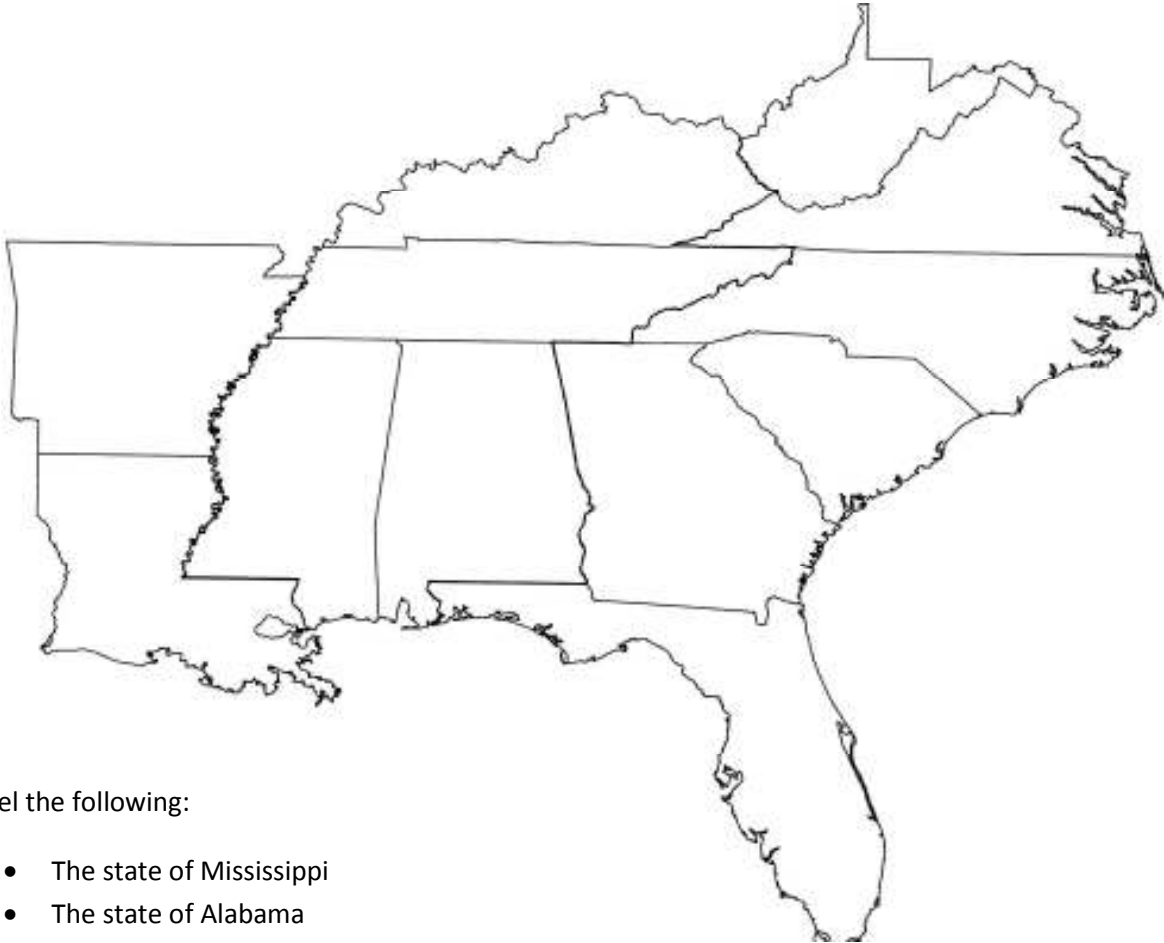 el the following:
• The state of Mississippi
• The state of Alabama